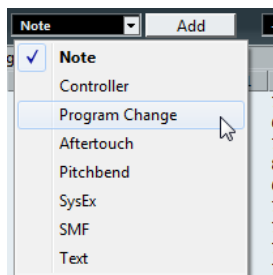 Note Add
Note
Controller
Program Change
Aftertouch
Pitchbend
SysEx
SMF
Text